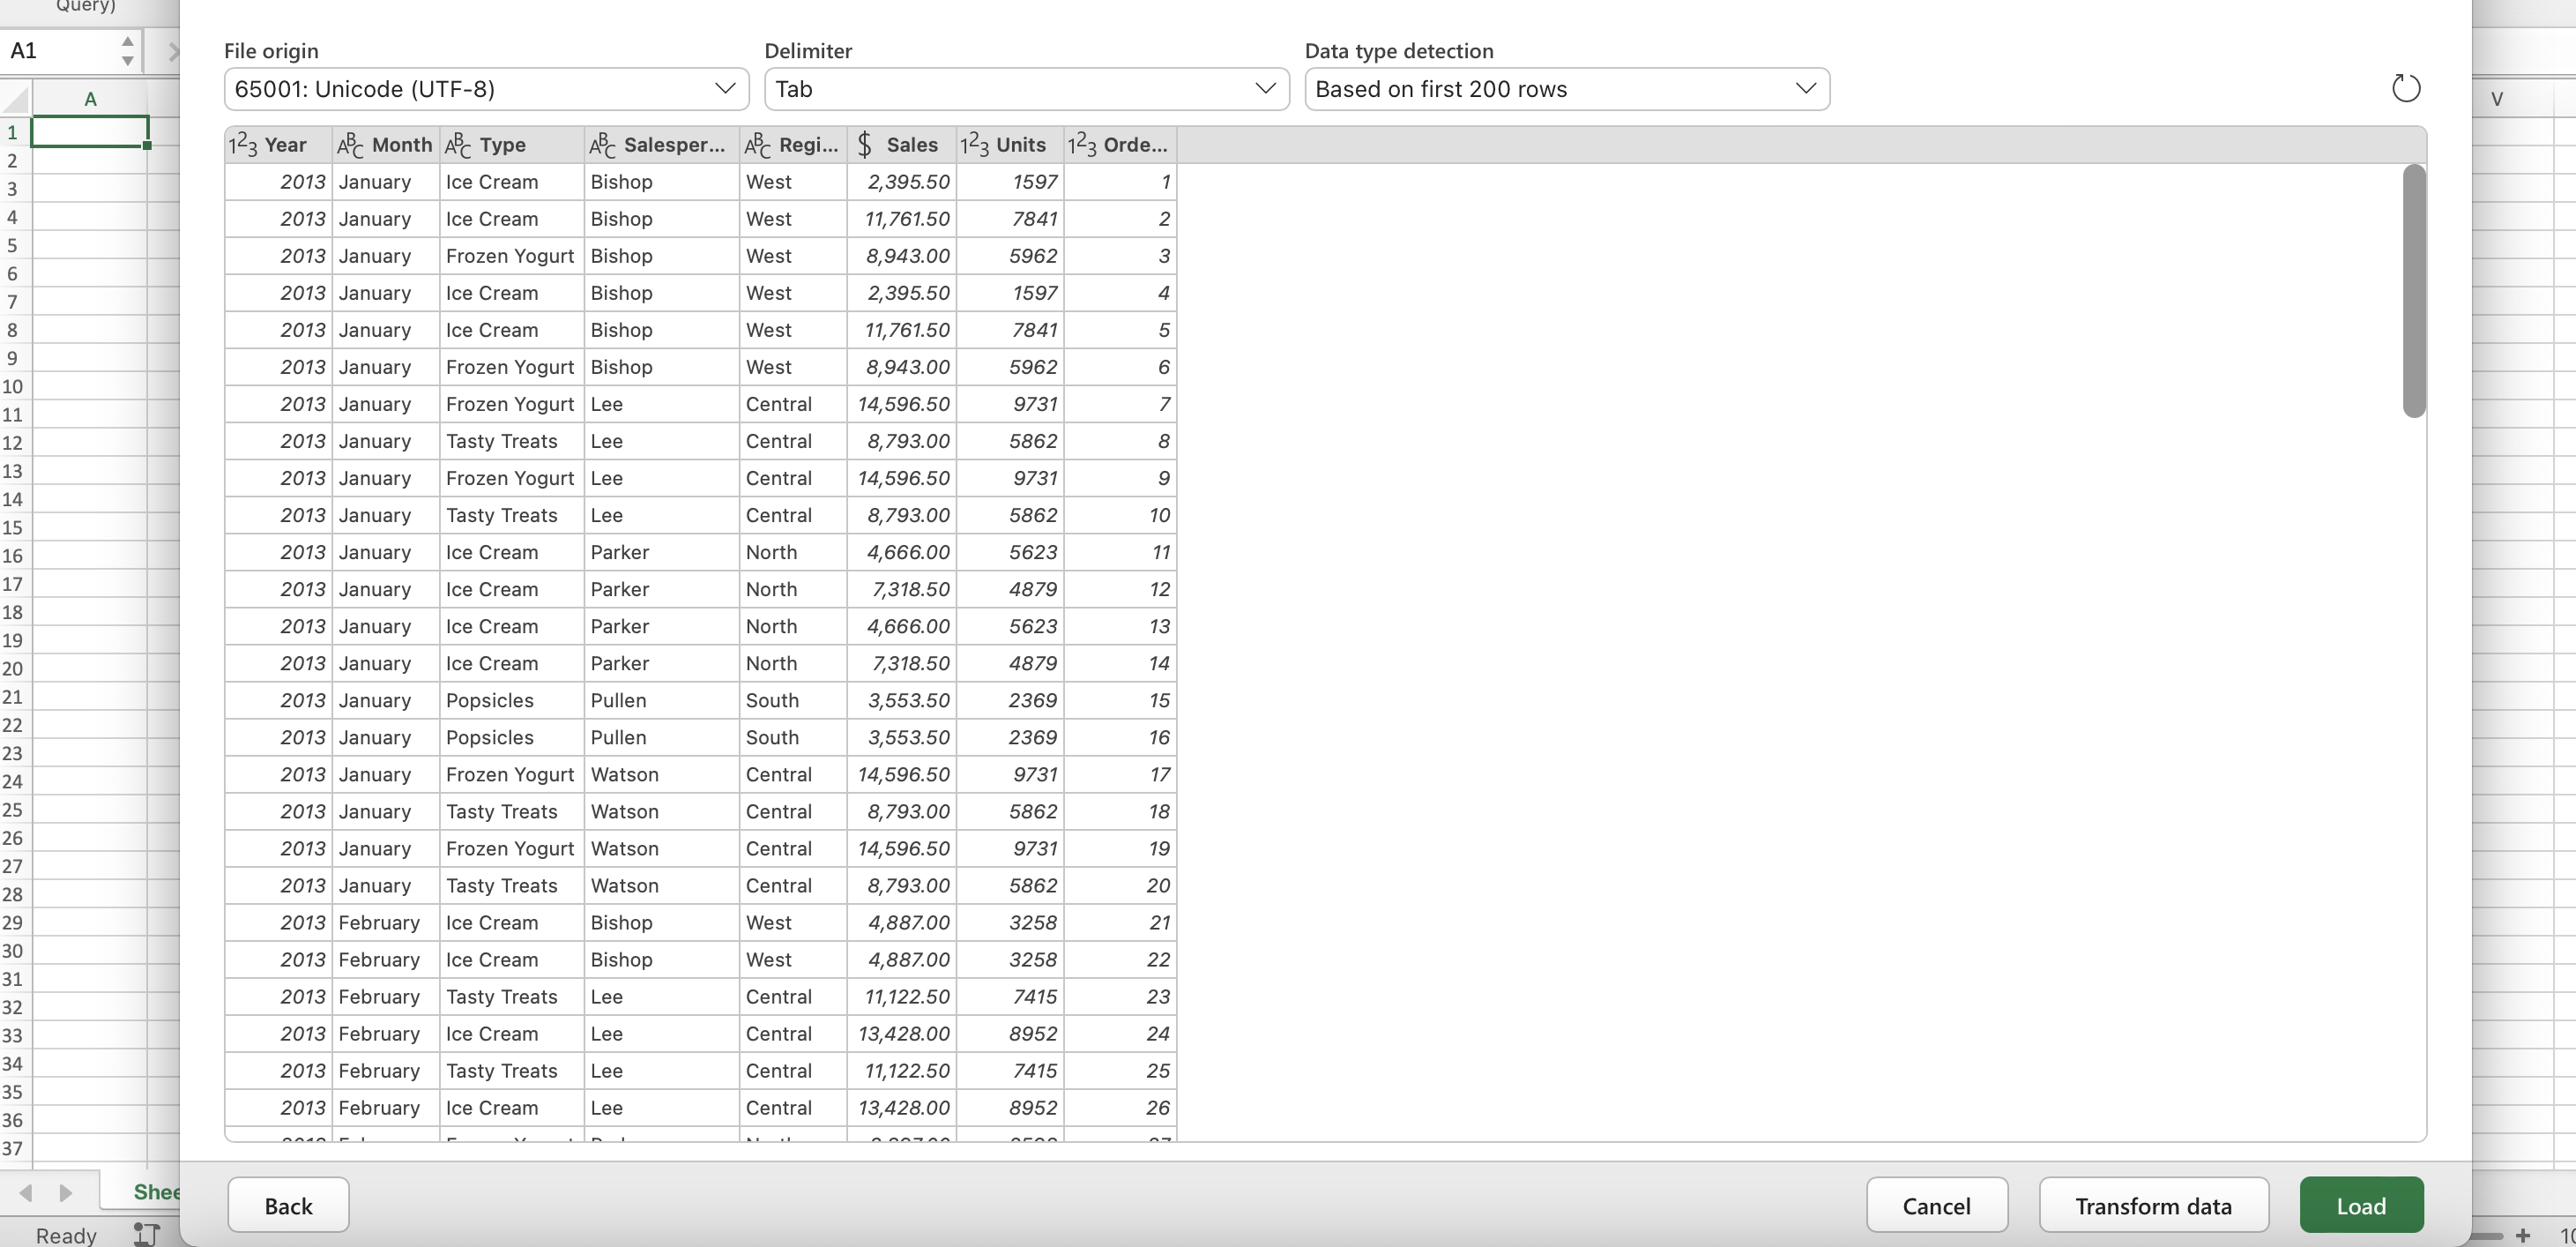 Query)
A1
File origin Delimiter Data type detection
65001: Unicode (UTF-8) Tab Based on first 200 rows
A V
1 2 3 Year ABC Month ABC Type ABC Salesper... ABC Regi... $ Sales 1 2 3 Units 1 2 3 Orde...
2013 January Ice Cream Bishop West 2,395.50 1597 1
2013 January Ice Cream Bishop West 11,761.50 7841 2
2013 January Frozen Yogurt Bishop West 8,943.00 5962 3
2013 January Ice Cream Bishop West 2,395.50 1597 4
2013 January Ice Cream Bishop West 11,761.50 7841 5
2013 January Frozen Yogurt Bishop West 8,943.00 5962 6
2013 January Frozen Yogurt Lee Central 14,596.50 9731 7
2013 January Tasty Treats Lee Central 8,793.00 5862 8
2013 January Frozen Yogurt Lee Central 14,596.50 9731 9
2013 January Tasty Treats Lee Central 8,793.00 5862 10
2013 January Ice Cream Parker North 4,666.00 5623 11
2013 January Ice Cream Parker North 7,318.50 4879 12
2013 January Ice Cream Parker North 4,666.00 5623 13
2013 January Ice Cream Parker North 7,318.50 4879 14
2013 January Popsicles Pullen South 3,553.50 2369 15
2013 January Popsicles Pullen South 3,553.50 2369 16
2013 January Frozen Yogurt Watson Central 14,596.50 9731 17
2013 January Tasty Treats Watson Central 8,793.00 5862 18
2013 January Frozen Yogurt Watson Central 14,596.50 9731 19
2013 January Tasty Treats Watson Central 8,793.00 5862 20
2013 February Ice Cream Bishop West 4,887.00 3258 21
2013 February Ice Cream Bishop West 4,887.00 3258 22
2013 February Tasty Treats Lee Central 11,122.50 7415 23
2013 February Ice Cream Lee Central 13,428.00 8952 24
2013 February Tasty Treats Lee Central 11,122.50 7415 25
2013 February Ice Cream Lee Central 13,428.00 8952 26
1
2
3
4
5
6
7
8
9
10
11
12
13
14
15
16
17
18
19
20
21
22
23
24
25
26
27
28
29
30
31
32
33
34
35
36
37
Shee
Back Cancel Transform data Load
Ready